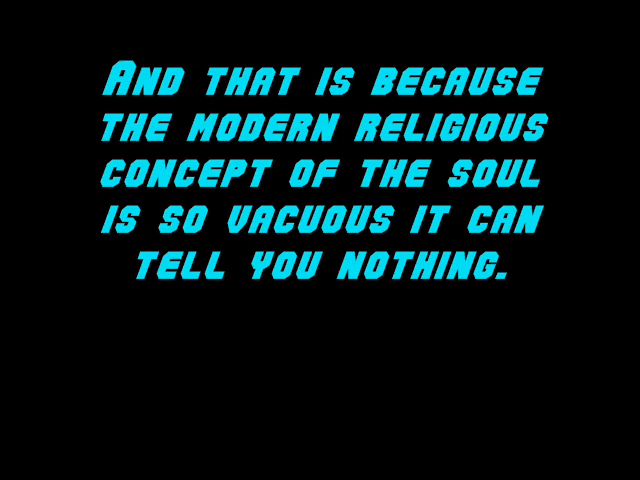 And that is because
the modern religious
concept of the soul
is so vacuous it can
tell you nothing.